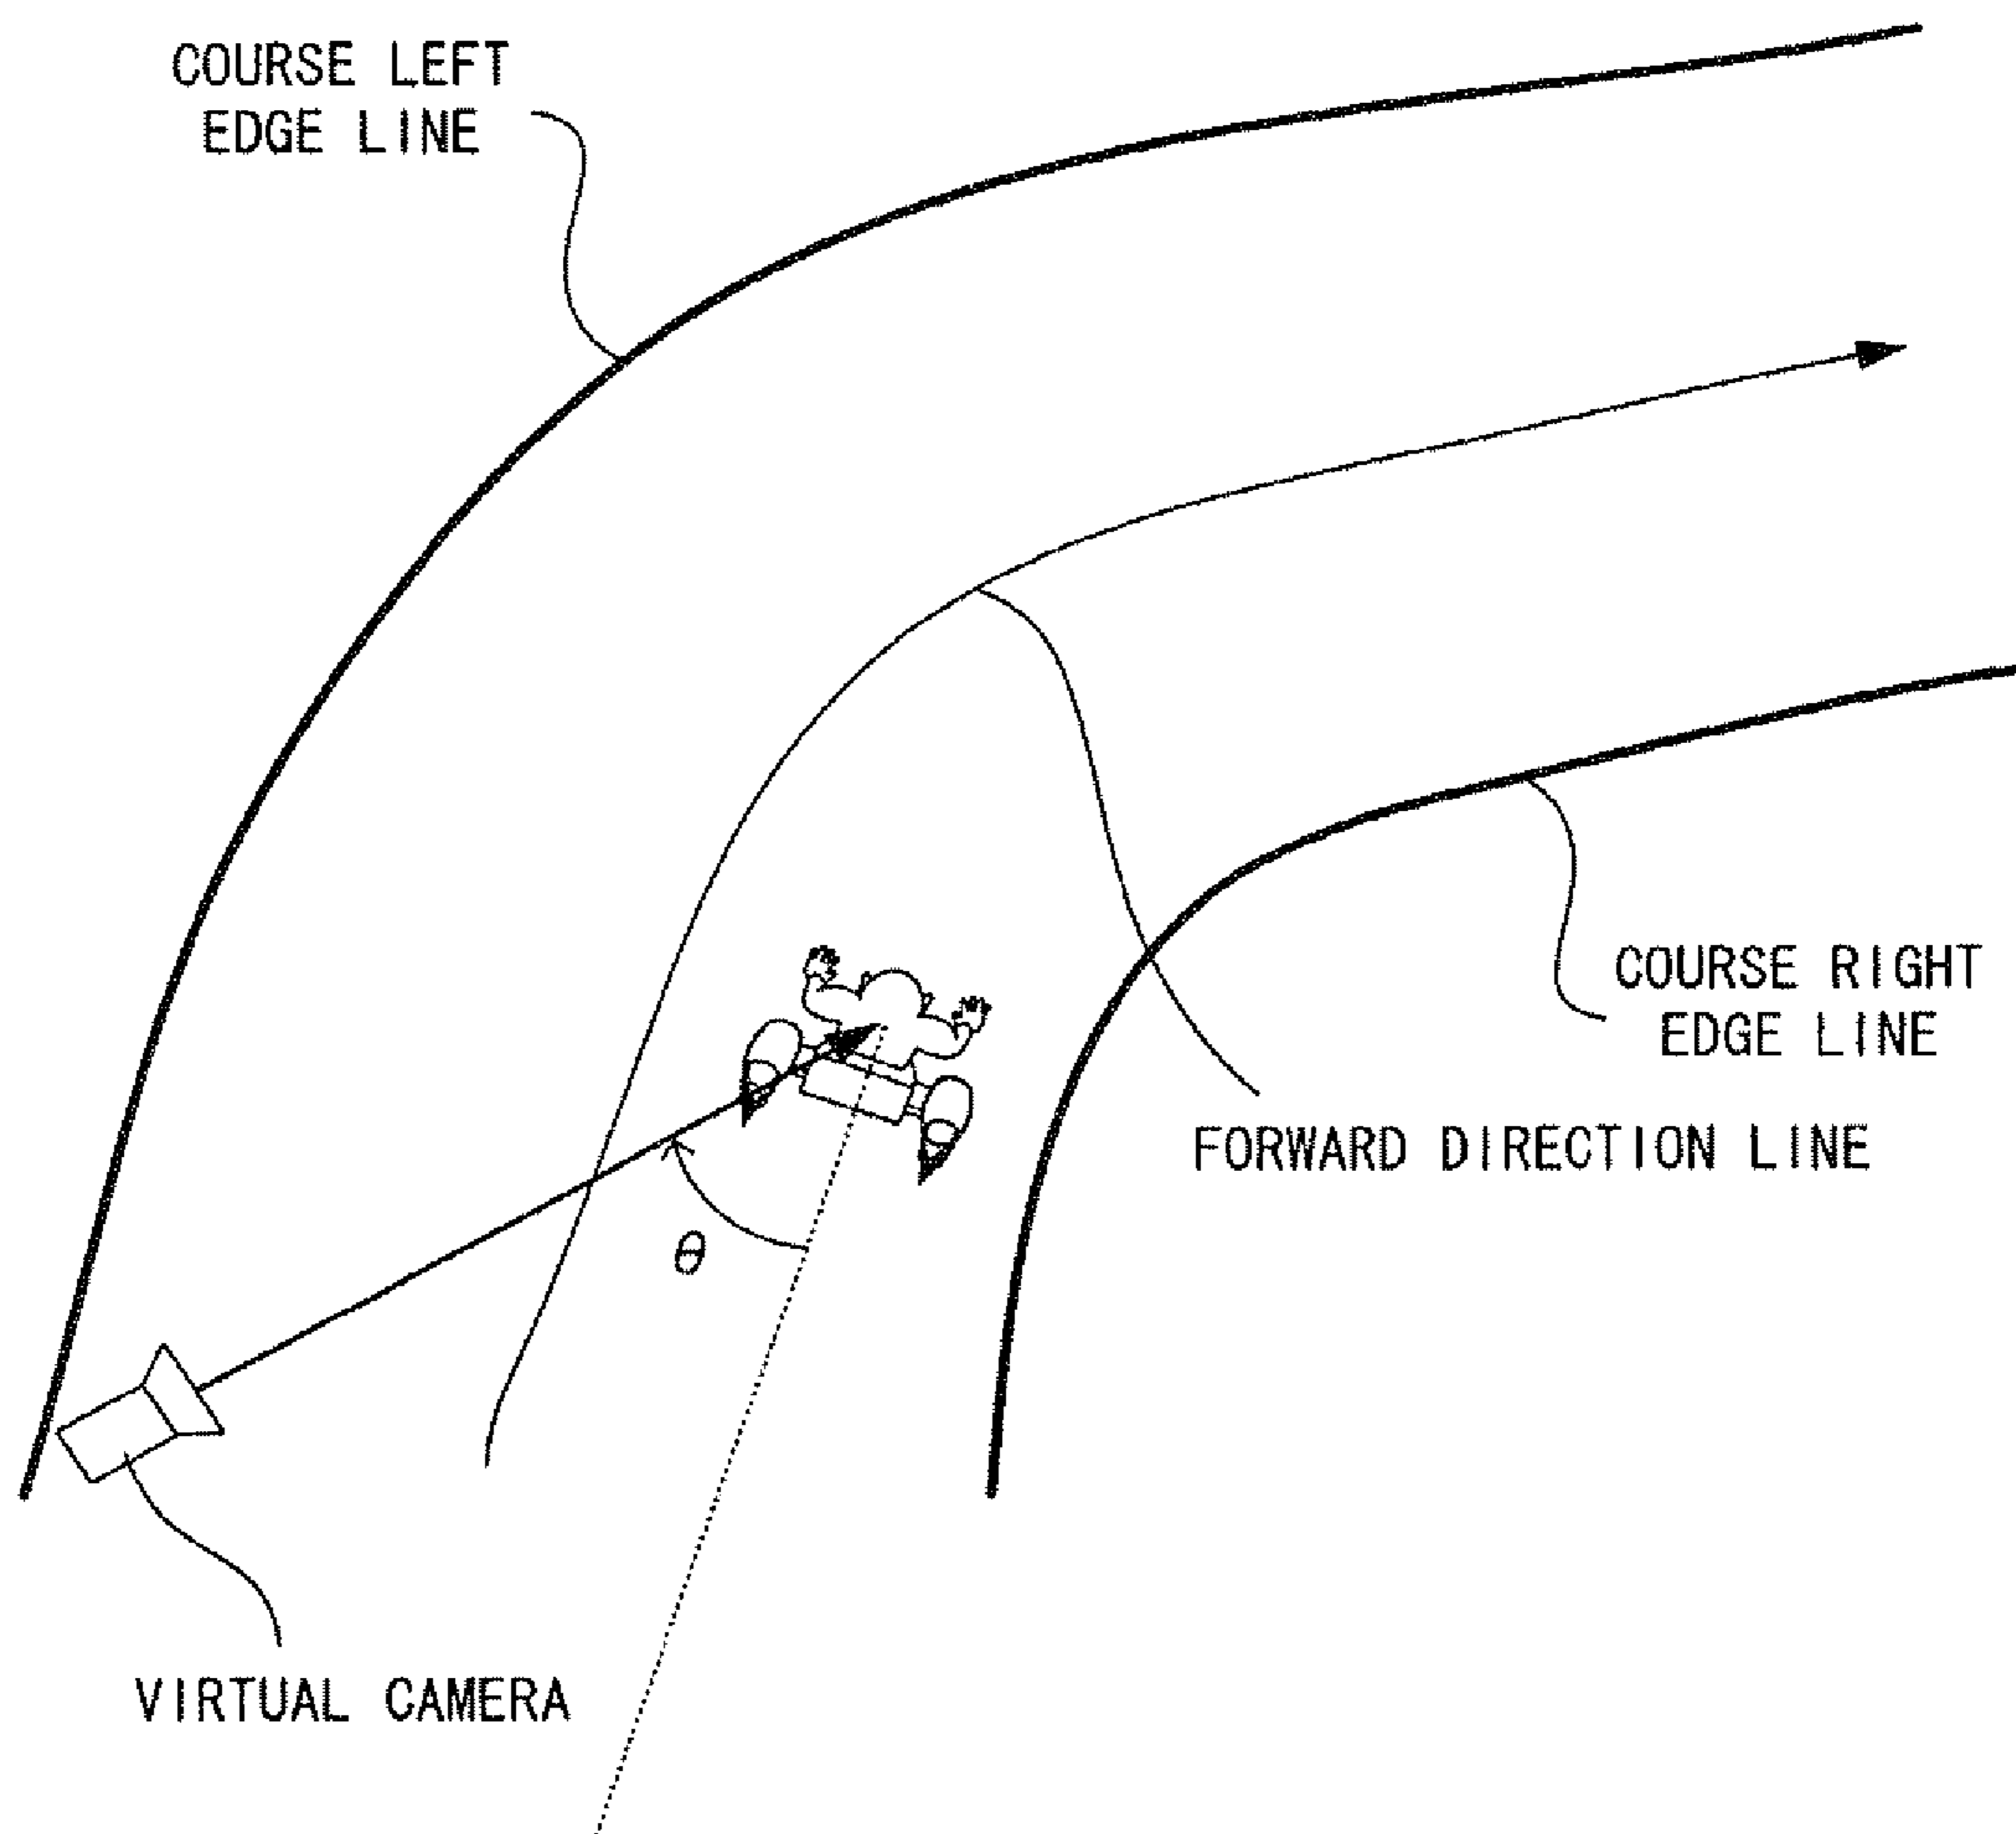 COURSE LEFT
EDGE LINE
COURSE RIGHT
EDGE LINE
FORWARD DIRECTION LINE
θ
VIRTUAL CAMERA